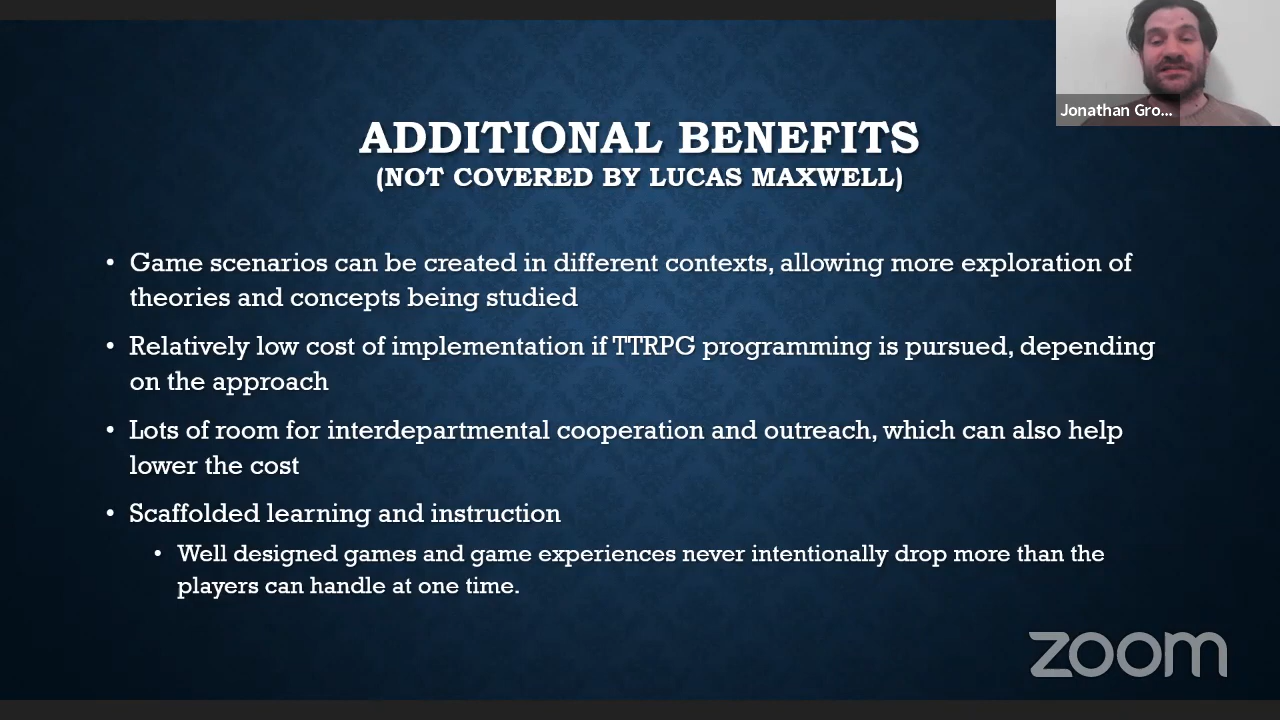 Jonathan Gro...
ADDITIONAL BENEFITS
(NOT COVERED BY LUCAS MAXWELL)
• Game scenarios can be created in different contexts, allowing more exploration of
theories and concepts being studied
• Relatively low cost of implementation if TTRPG programming is pursued, depending
on the approach
• Lots of room for interdepartmental cooperation and outreach, which can also help
lower the cost
• Scaffolded learning and instruction
• Well designed games and game experiences never intentionally drop more than the
players can handle at one time.
zoom